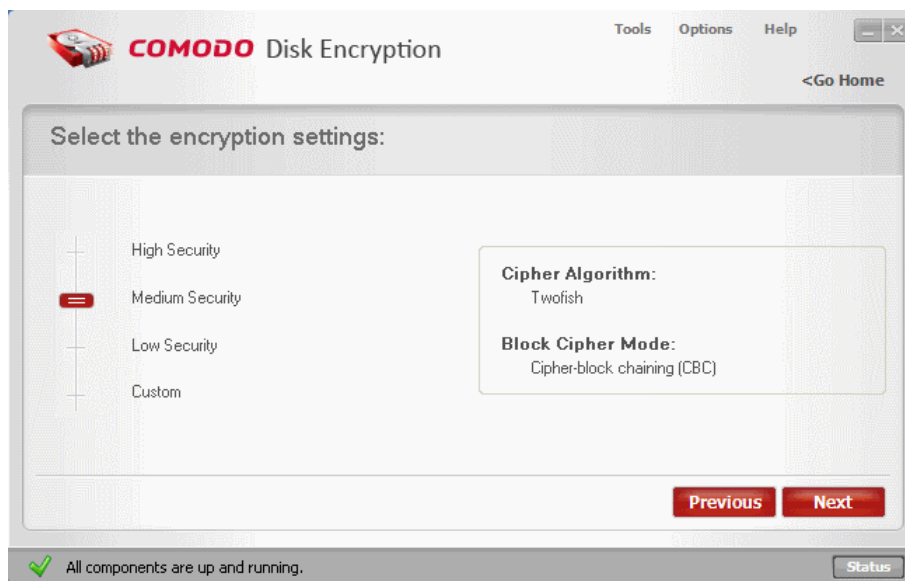 COMODO Disk Encryption
Tools Options Help
<Go Home
Select the encryption settings:
High Security
Medium Security
Low Security
Custom
Cipher Algorithm:
Twofish
Block Cipher Mode:
Cipher-block chaining (CBC)
Previous Next
All components are up and running.
Status